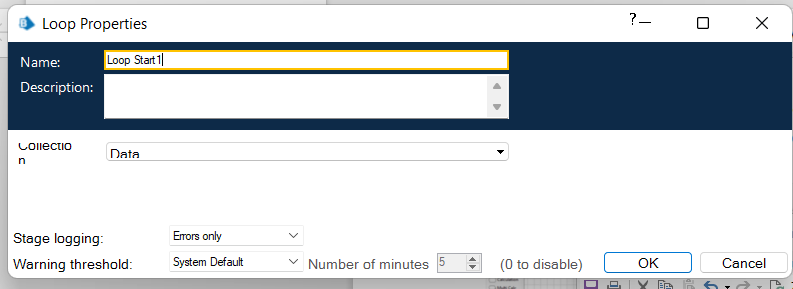 Loop Properties
?
Name: Loop Start1
Description:
Collectio
n
Data
Stage logging: Errors only
Warning threshold: System Default Number of minutes 5 (0 to disable) OK Cancel